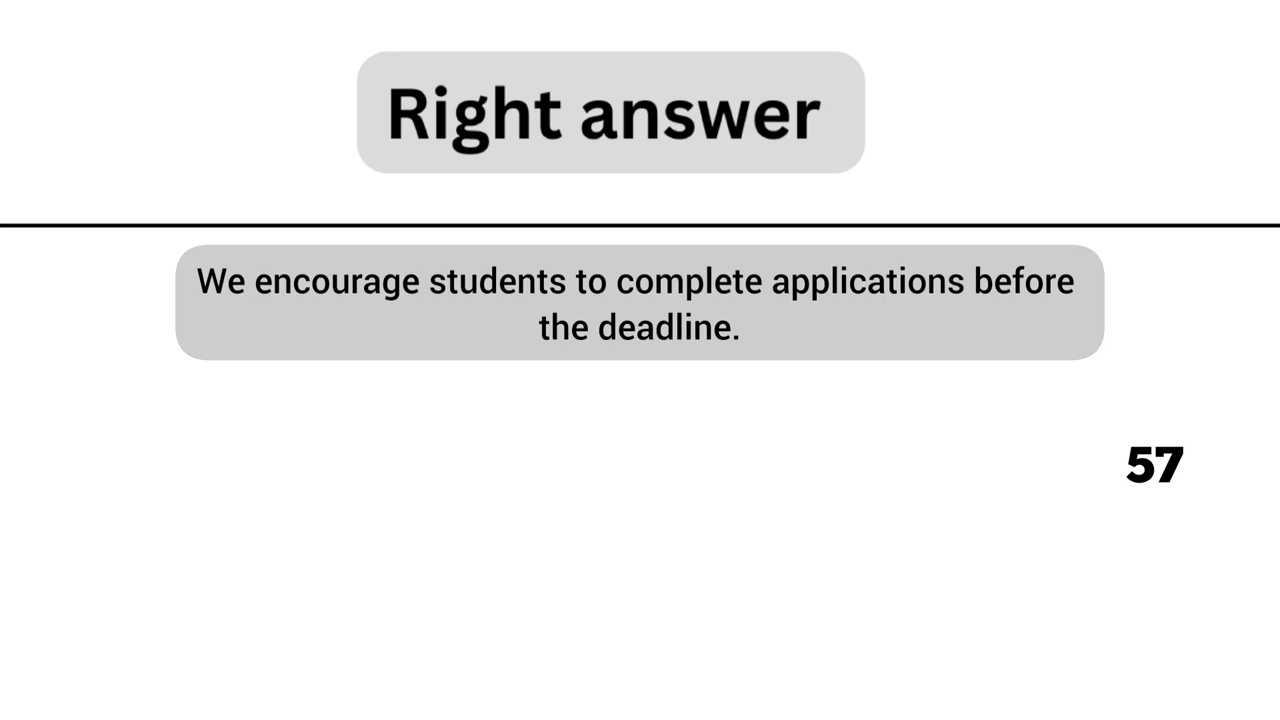 Right answer
We encourage students to complete applications before
the deadline.
57